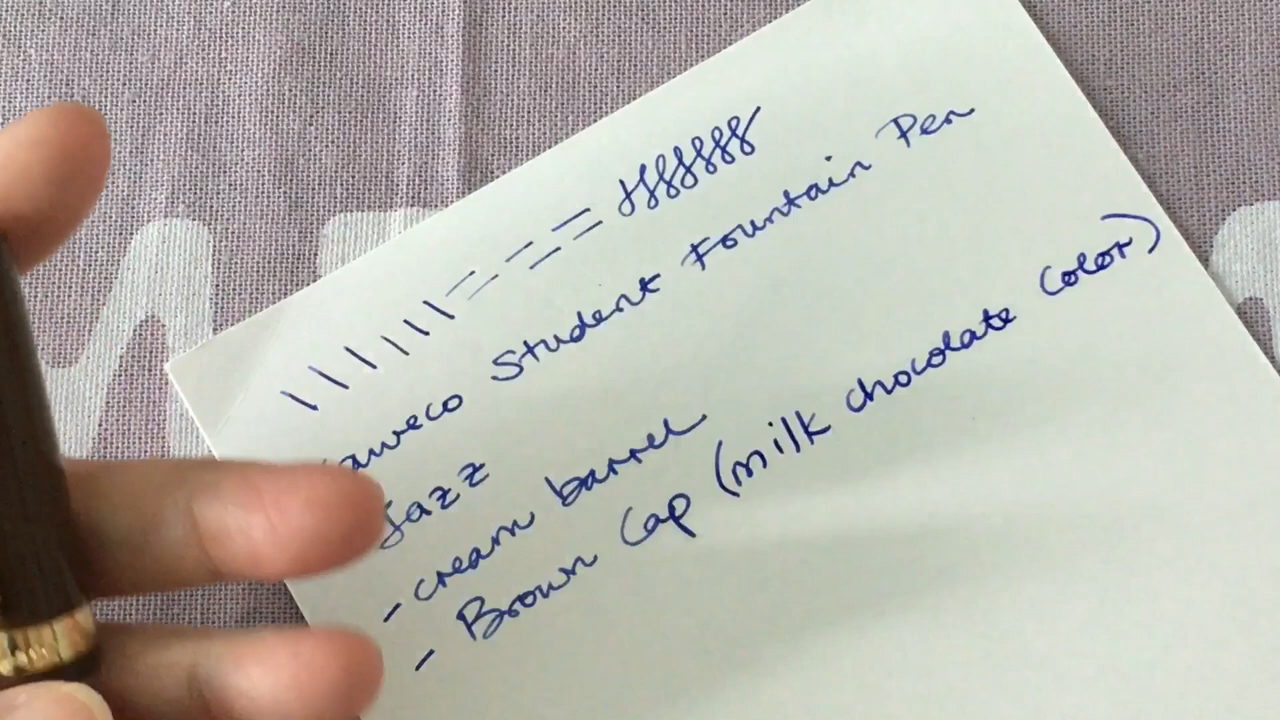 aweco Student Fountain Pen
Jazz
- cream barrel
- Brown Cap (milk chocolate color)